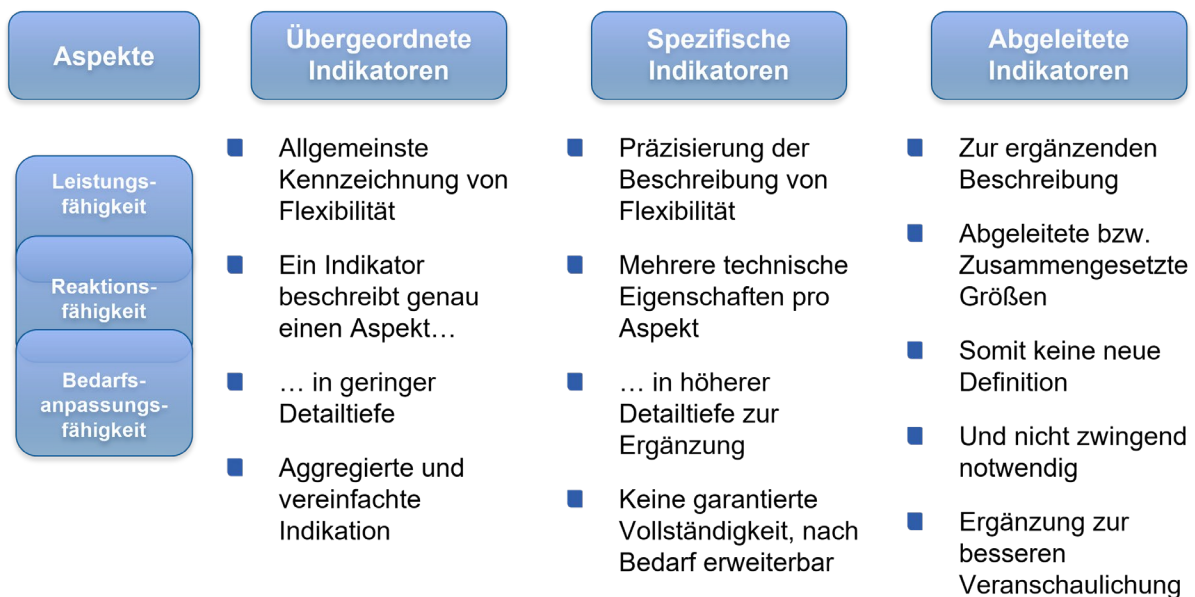 Aspekte
Übergeordnete
Indikatoren
Spezifische
Indikatoren
Abgeleitete
Indikatoren
Leistungs-
fähigkeit
Reaktions-
fähigkeit
Bedarfs-
anpassungs-
fähigkeit
Allgemeinste
Kennzeichnung von
Flexibilität
Ein Indikator
beschreibt genau
einen Aspekt…
… in geringer
Detailtiefe
Aggregierte und
vereinfachte
Indikation
Präzisierung der
Beschreibung von
Flexibilität
Mehrere technische
Eigenschaften pro
Aspekt
… in höherer
Detailtiefe zur
Ergänzung
Keine garantierte
Vollständigkeit, nach
Bedarf erweiterbar
Zur ergänzenden
Beschreibung
Abgeleitete bzw.
Zusammengesetzte
Größen
Somit keine neue
Definition
Und nicht zwingend
notwendig
Ergänzung zur
besseren
Veranschaulichung